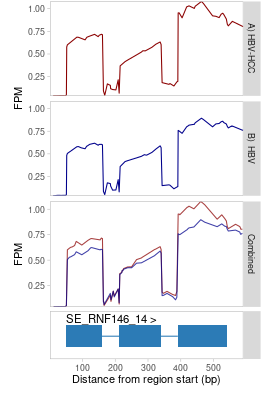 1.00
0.75
0.50
0.25
FPM
A) HBV-HCC
1.00
0.75
0.50
0.25
B) HBV
1.00
0.75
0.50
0.25
FPM
Combined
SE_RNF146_14 >
100 200 300 400 500
Distance from region start (bp)